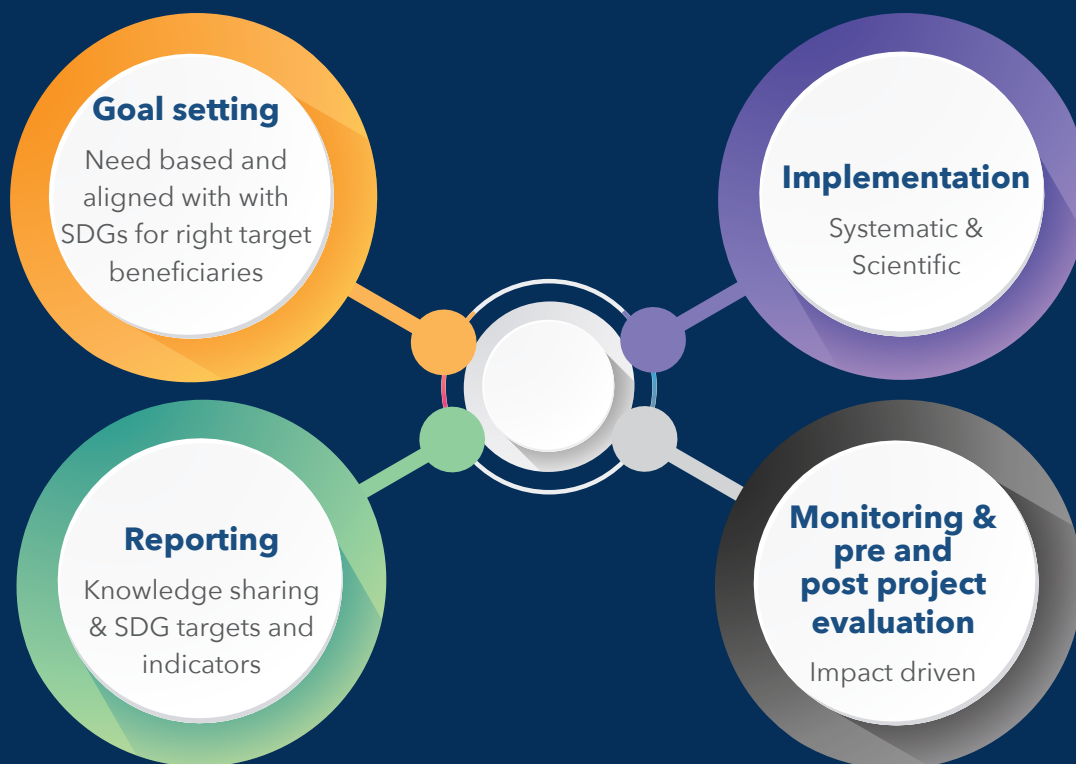 Goal setting
Need based and
aligned with with
SDGs for right target
beneficiaries
Implementation
Systematic &
Scientific
Reporting
Knowledge sharing
& SDG targets and
indicators
Monitoring &
pre and
post project
evaluation
Impact driven